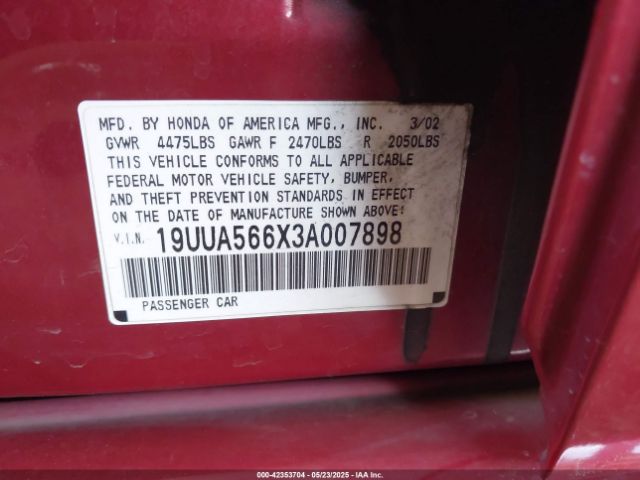 MFD. BY HONDA OF AMERICA MFG., INC. 3/02
GVWR 4475LBS GAWR F 2470LBS R 2050LBS
THIS VEHICLE CONFORMS TO ALL APPLICABLE
FEDERAL MOTOR VEHICLE SAFETY, BUMPER,
AND THEFT PREVENTION STANDARDS IN EFFECT
ON THE DATE OF MANUFACTURE SHOWN ABOVE:
V.I.N. 19UUA566X3A007898
PASSENGER CAR
000-42353704 - 05/23/2025 - IAA Inc.